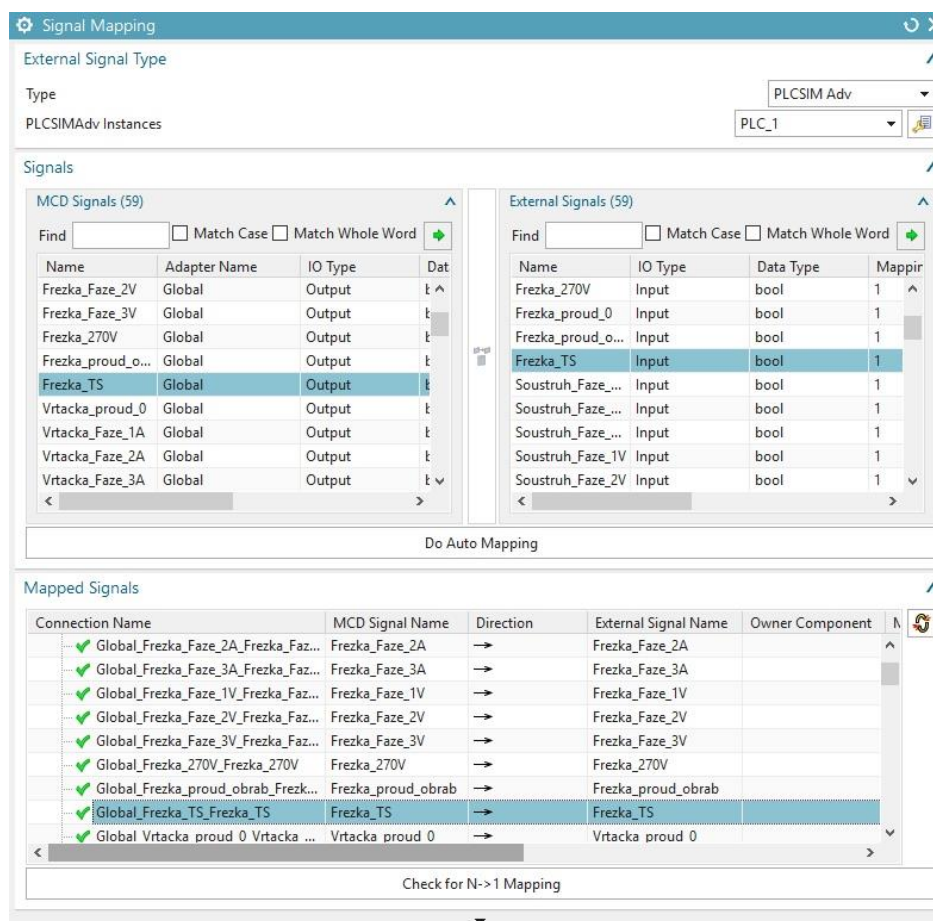 Signal Mapping
External Signal Type
Type PLCSIM Adv
PLCSIMAdv Instances PLC_1
Signals
MCD Signals (59)
Find Match Case Match Whole Word
Name Adapter Name IO Type Dat
Frezka_Faze_2V Global Output
Frezka_Faze_3V Global Output
Frezka_270V Global Output
Frezka_proud_o... Global Output
Frezka_TS Global Output
Vrtacka_proud_0 Global Output
Vrtacka_Faze_1A Global Output
Vrtacka_Faze_2A Global Output
Vrtacka_Faze_3A Global Output
External Signals (59)
Find Match Case Match Whole Word
Name IO Type Data Type Mappin
Frezka_270V Input bool 1
Frezka_proud_0 Input bool 1
Frezka_proud_o... Input bool 1
Frezka_TS Input bool 1
Soustruh_Faze_... Input bool 1
Soustruh_Faze_... Input bool 1
Soustruh_Faze_... Input bool 1
Soustruh_Faze_1V Input bool 1
Soustruh_Faze_2V Input bool 1
Do Auto Mapping
Mapped Signals
Connection Name MCD Signal Name Direction External Signal Name Owner Component
Global_Frezka_Faze_2A_Frezka_Faz... Frezka_Faze_2A → Frezka_Faze_2A
Global_Frezka_Faze_3A_Frezka_Faz... Frezka_Faze_3A → Frezka_Faze_3A
Global_Frezka_Faze_1V_Frezka_Faz... Frezka_Faze_1V → Frezka_Faze_1V
Global_Frezka_Faze_2V_Frezka_Faz... Frezka_Faze_2V → Frezka_Faze_2V
Global_Frezka_Faze_3V_Frezka_Faz... Frezka_Faze_3V → Frezka_Faze_3V
Global_Frezka_270V_Frezka_270V Frezka_270V → Frezka_270V
Global_Frezka_proud_obrab_Frezk... Frezka_proud_obrab → Frezka_proud_obrab
Global_Frezka_TS_Frezka_TS Frezka_TS → Frezka_TS
Global_Vrtacka_proud_0_Vrtacka_... Vrtacka_proud_0 → Vrtacka_proud_0
Check for N->1 Mapping